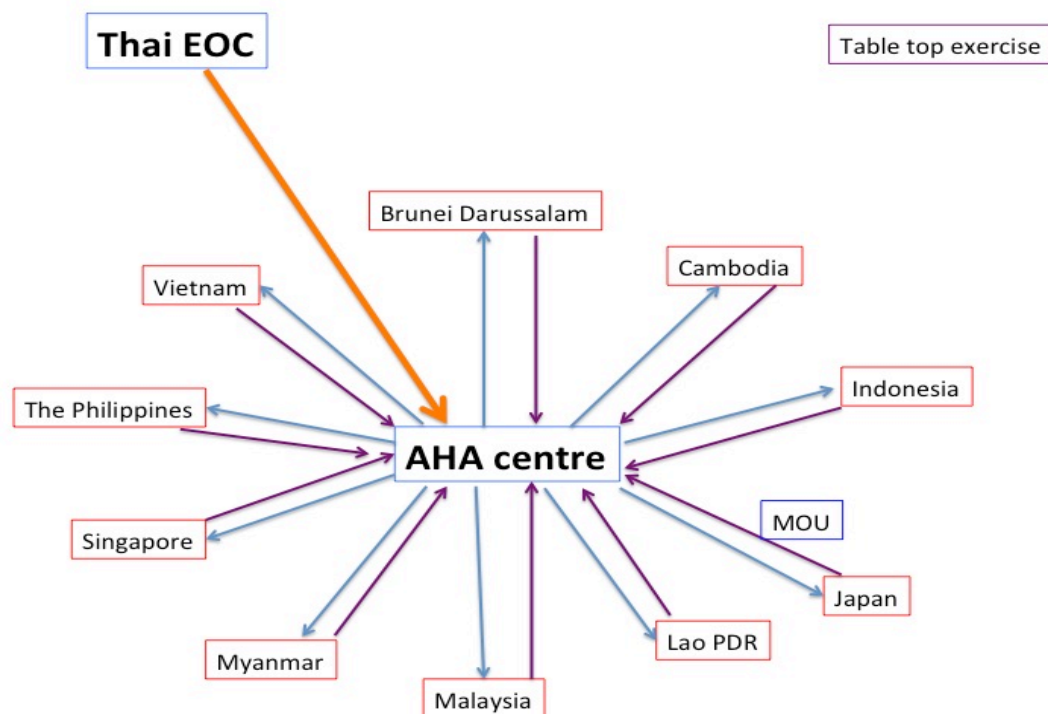 Thai EOC
Table top exercise
Brunei Darussalam
Cambodia
Vietnam
Indonesia
The Philippines
AHA centre
MOU
Singapore
Japan
Lao PDR
Myanmar
Malaysia